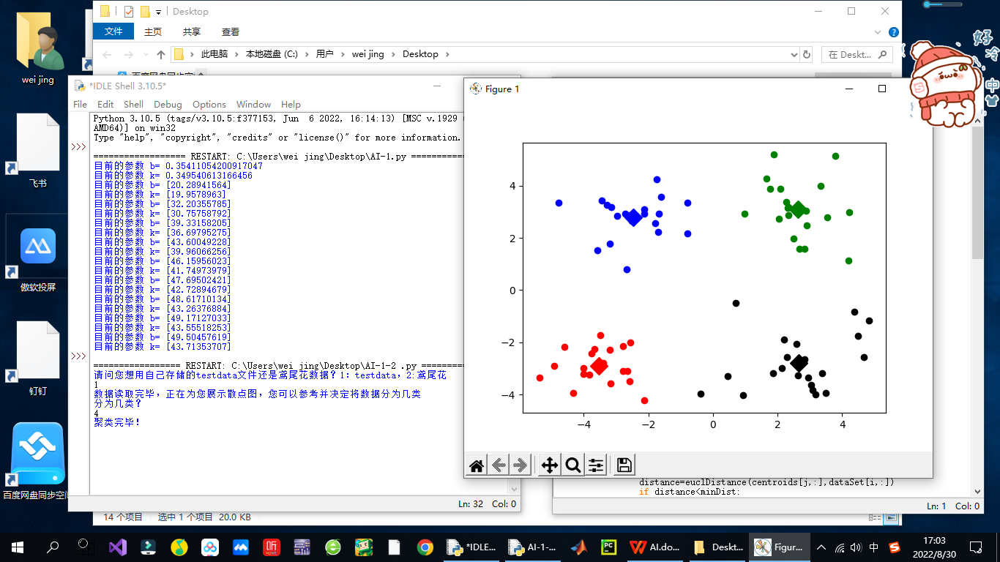 Desktop
文件 主页 共享 查看
此电脑 本地磁盘 (C:) 用户 wei jing Desktop
在 Deskt...
wei jing
飞书
傲软投屏
钉钉
百度网盘同步空间
*IDLE Shell 3.10.5*
File Edit Shell Debug Options Window Help
Python 3.10.5 (tags/v3.10.5:f377153, Jun  6 2022, 16:14:13) [MSC v.1929
AMD64)] on win32
Type "help", "copyright", "credits" or "license()" for more information.
>>>
================== RESTART: C:\Users\wei jing\Desktop\AI-1.py ===========
目前的参数 b= 0.35411054200917047
目前的参数 k= 0.349540613166456
目前的参数 b= [20.28941564]
目前的参数 k= [19.9578963]
目前的参数 b= [32.20355785]
目前的参数 k= [30.75758792]
目前的参数 b= [39.33158205]
目前的参数 k= [36.69795275]
目前的参数 b= [43.60049228]
目前的参数 k= [39.96066256]
目前的参数 b= [46.15956023]
目前的参数 k= [41.74973979]
目前的参数 b= [47.69502421]
目前的参数 k= [42.72894679]
目前的参数 b= [48.61710134]
目前的参数 k= [43.26376884]
目前的参数 b= [49.17127033]
目前的参数 k= [43.55518253]
目前的参数 b= [49.50457619]
目前的参数 k= [43.71353707]
>>>
================= RESTART: C:\Users\wei jing\Desktop\AI-1-2 .py =========
请问您想用自己存储的testdata文件还是鸢尾花数据？1：testdata，2:鸢尾花
1
数据读取完毕，正在为您展示散点图，您可以参考并决定将数据分为几类
分为几类？
4
聚类完毕！
Ln: 32 Col: 0
Figure 1
4
2
0
−2
−4
−4 −2 0 2 4
distance=euclDistance(centroids[j,:],dataSet[i,:])
if distance<minDist:
Ln: 1 Col: 0
14 个项目 选中 1 个项目 20.0 KB
好冷
中
*IDLE... AI-1-... AI.do... Deskt... Figur...
中
17:03
2022/8/30